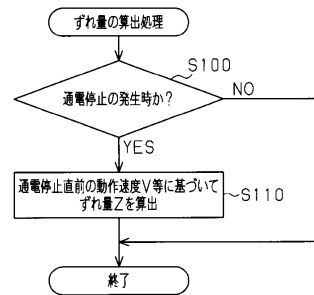 ずれ量の算出処理
S100
通電停止の発生時か?
NO
YES
通電停止直前の動作速度V等に基づいて
ずれ量Zを算出
S110
終了